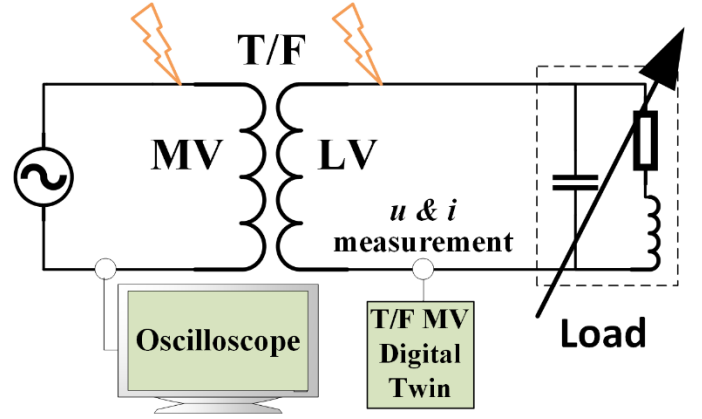 T/F
MV
LV
u & i
measurement
Oscilloscope
T/F MV
Digital
Twin
Load